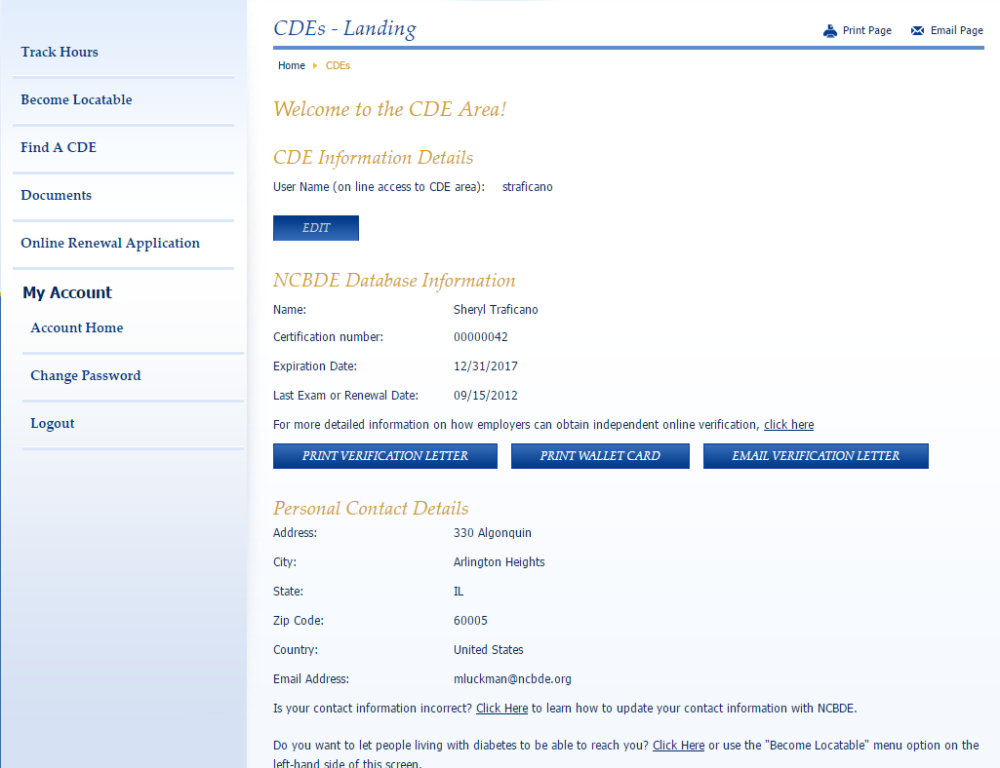 Track Hours
Become Locatable
Find A CDE
Documents
Online Renewal Application
My Account
Account Home
Change Password
Logout
CDEs - Landing
Print Page
Email Page
Home
CDEs
Welcome to the CDE Area!
CDE Information Details
User Name (on line access to CDE area): straficano
EDIT
NCBDE Database Information
Name: Sheryl Traficano
Certification number: 00000042
Expiration Date: 12/31/2017
Last Exam or Renewal Date: 09/15/2012
For more detailed information on how employers can obtain independent online verification, click here
PRINT VERIFICATION LETTER
PRINT WALLET CARD
EMAIL VERIFICATION LETTER
Personal Contact Details
Address: 330 Algonquin
City: Arlington Heights
State: IL
Zip Code: 60005
Country: United States
Email Address: mluckman@ncbde.org
Is your contact information incorrect? Click Here to learn how to update your contact information with NCBDE.
Do you want to let people living with diabetes to be able to reach you? Click Here or use the "Become Locatable" menu option on the
left-hand side of this screen.